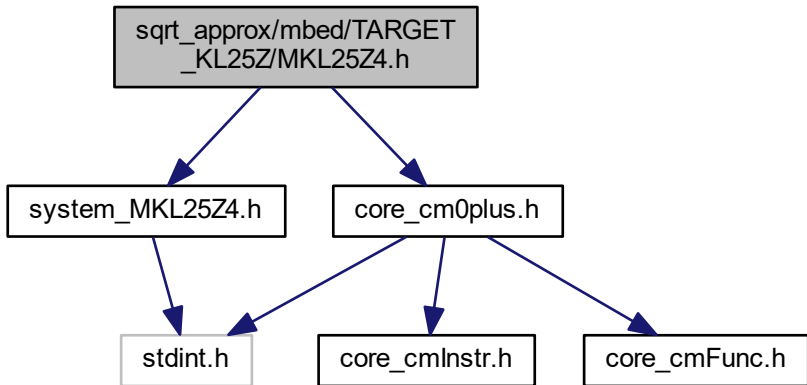 sqrt_approx/mbed/TARGET
_KL25Z/MKL25Z4.h
system_MKL25Z4.h
core_cm0plus.h
stdint.h
core_cmInstr.h
core_cmFunc.h